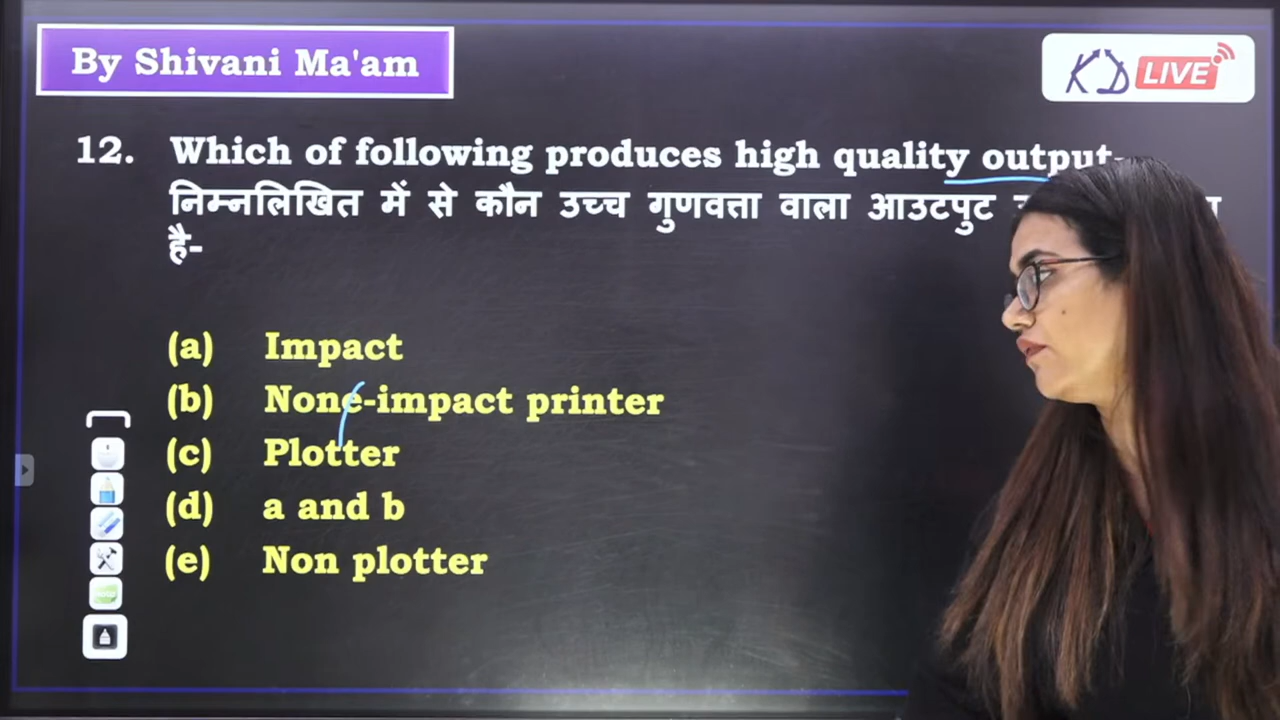 By Shivani Ma'am
KD LIVE
12. Which of following produces high quality output-
निम्नलिखित में से कौन उच्च गुणवत्ता वाला आउटपुट
है-
(a) Impact
(b) None-impact printer
(c) Plotter
(d) a and b
(e) Non plotter